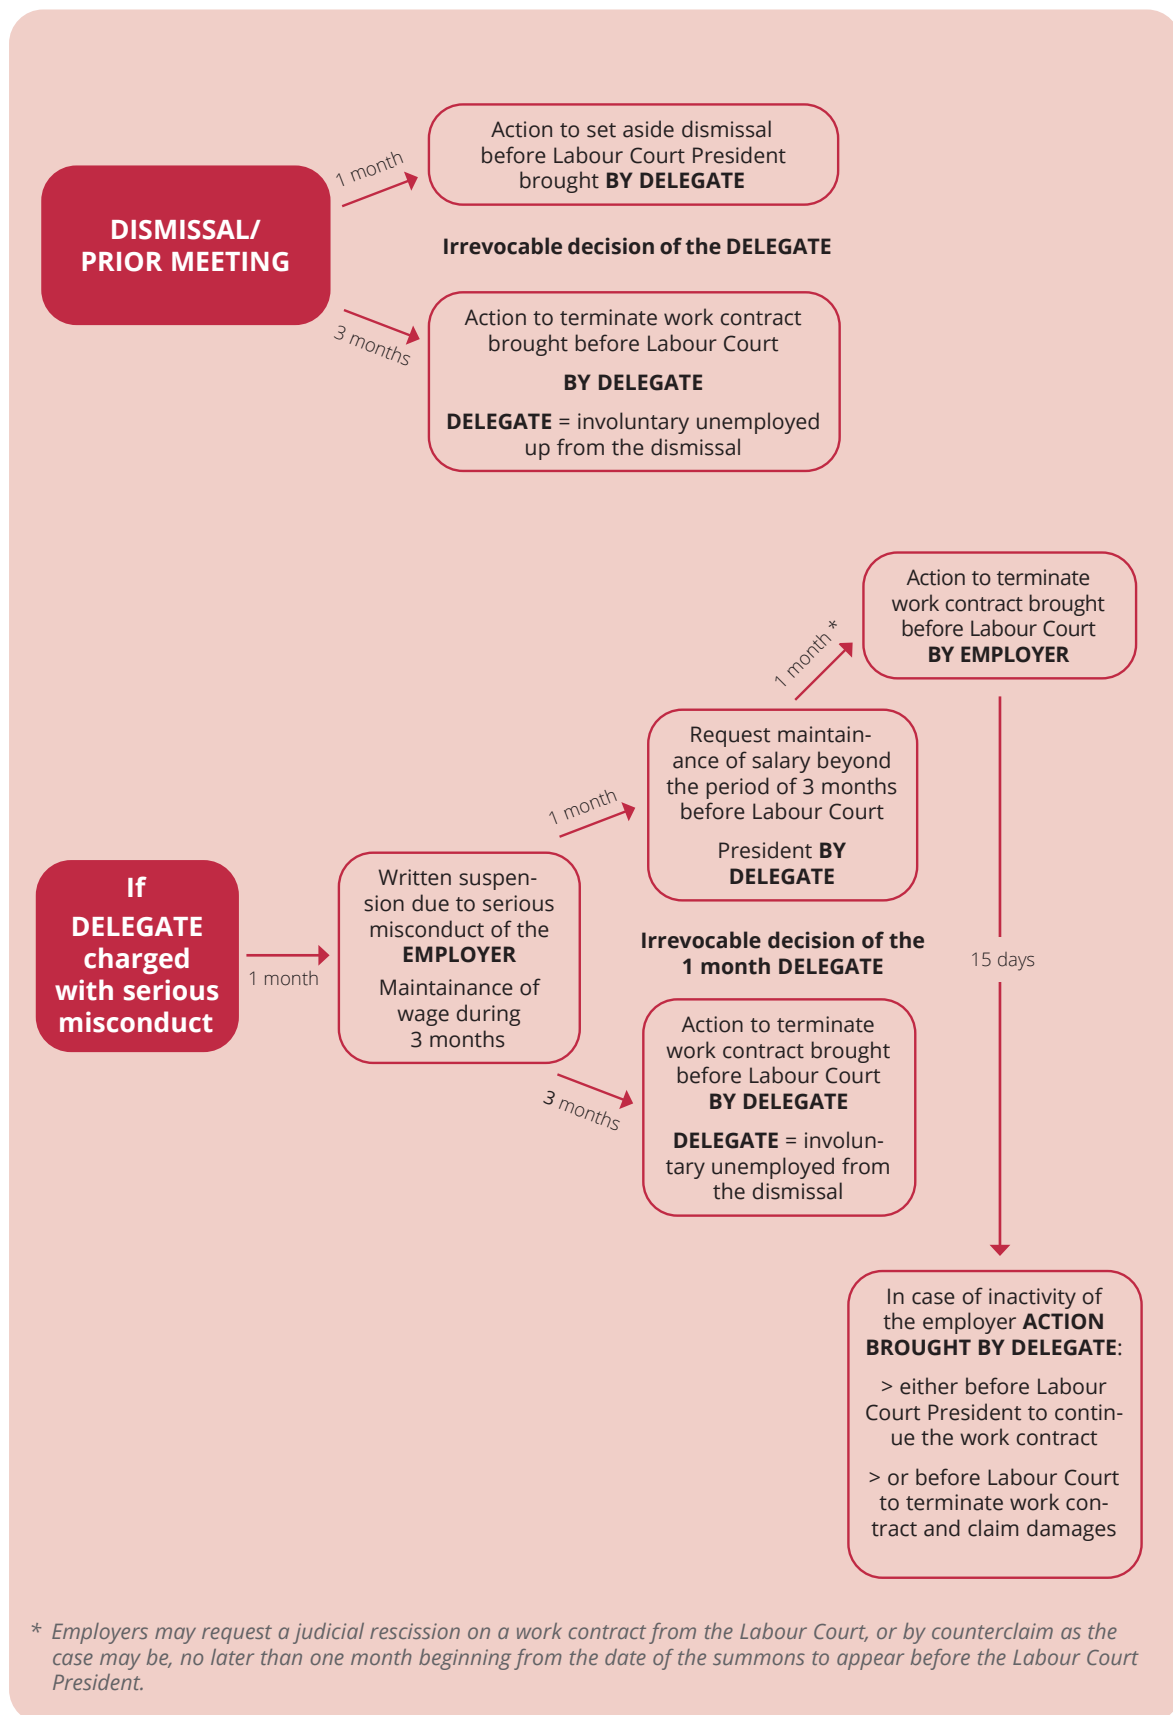 1 month
Action to set aside dismissal
before Labour Court President
brought BY DELEGATE
DISMISSAL/
PRIOR MEETING
Irrevocable decision of the DELEGATE
3 months
Action to terminate work contract
brought before Labour Court
BY DELEGATE
DELEGATE = involuntary unemployed
up from the dismissal
Action to terminate
work contract brought
before Labour Court
BY EMPLOYER
1 month *
Request maintain-
ance of salary beyond
the period of 3 months
before Labour Court
President BY
DELEGATE
1 month
If
DELEGATE
charged
with serious
misconduct
1 month
Written suspen-
sion due to serious
misconduct of the
EMPLOYER
Maintainance of
wage during
3 months
Irrevocable decision of the
1 month DELEGATE
15 days
3 months
Action to terminate
work contract brought
before Labour Court
BY DELEGATE
DELEGATE = involun-
tary unemployed from
the dismissal
In case of inactivity of
the employer ACTION
BROUGHT BY DELEGATE:
> either before Labour
Court President to contin-
ue the work contract
> or before Labour Court
to terminate work con-
tract and claim damages
* Employers may request a judicial rescission on a work contract from the Labour Court, or by counterclaim as the
case may be, no later than one month beginning from the date of the summons to appear before the Labour Court
President.